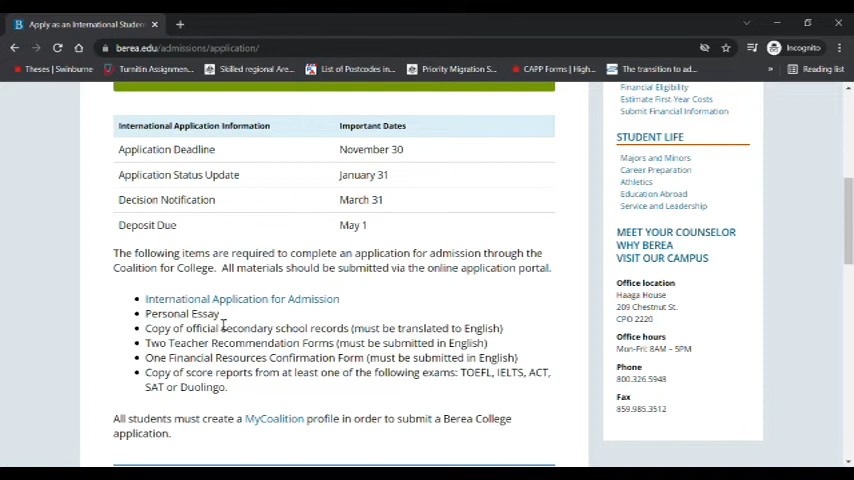 Apply as an International Studen
berea.edu/admissions/application/
Incognito
Theses | Swinburne
Turnitin Assignmen...
Skilled regional Are...
List of Postcodes in...
Priority Migration S...
CAPP Forms | High...
The transition to ad...
»
Reading list
International Application Information Important Dates
Application Deadline November 30
Application Status Update January 31
Decision Notification March 31
Deposit Due May 1
The following items are required to complete an application for admission through the
Coalition for College. All materials should be submitted via the online application portal.
• International Application for Admission
• Personal Essay
• Copy of official secondary school records (must be translated to English)
• Two Teacher Recommendation Forms (must be submitted in English)
• One Financial Resources Confirmation Form (must be submitted in English)
• Copy of score reports from at least one of the following exams: TOEFL, IELTS, ACT,
SAT or Duolingo.
All students must create a MyCoalition profile in order to submit a Berea College
application.
Financial Eligibility
Estimate First-Year Costs
Submit Financial Information
STUDENT LIFE
Majors and Minors
Career Preparation
Athletics
Education Abroad
Service and Leadership
MEET YOUR COUNSELOR
WHY BEREA
VISIT OUR CAMPUS
Office location
Haaga House
209 Chestnut St.
CPO 2220
Office hours
Mon-Fri: 8AM – 5PM
Phone
800.326.5948
Fax
859.985.3512